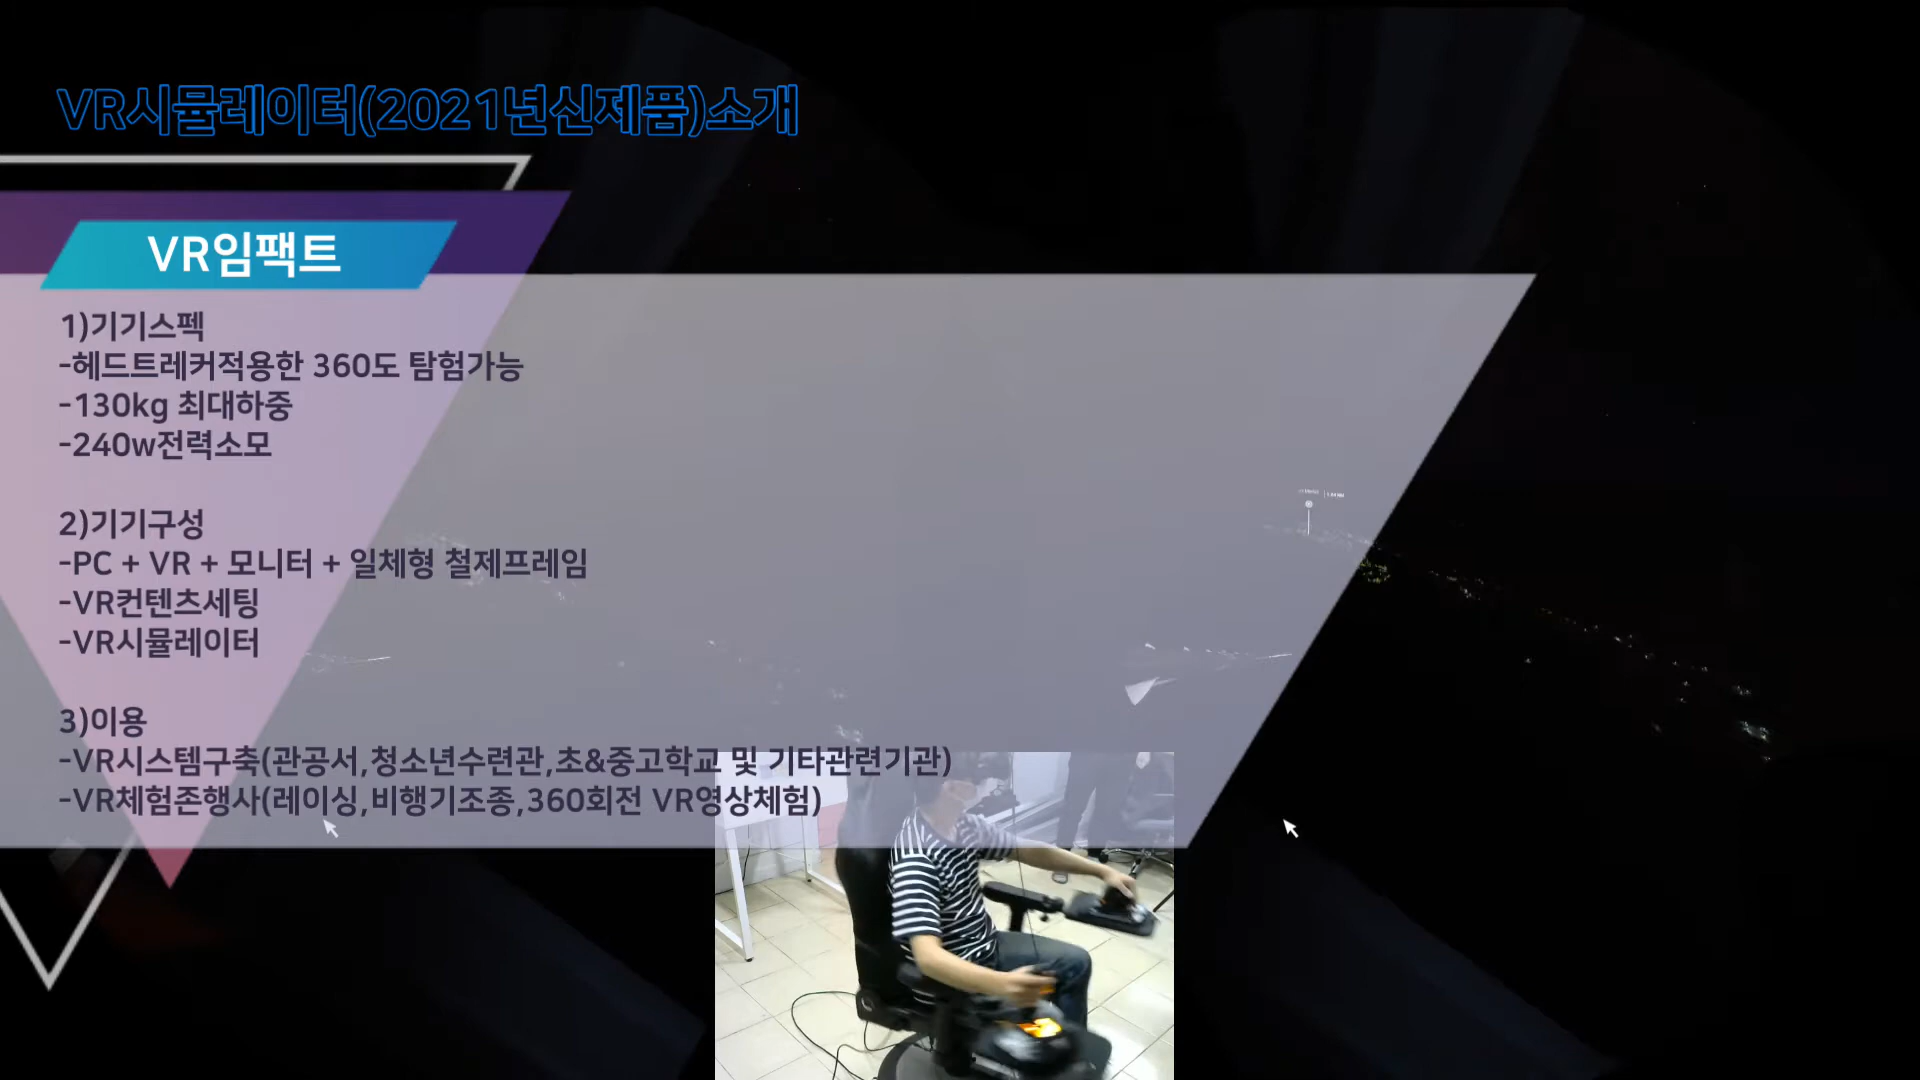 VR시뮬레이터(2021년신제품)소개
VR임팩트
1)기기스펙
-헤드트레커적용한 360도 탐험가능
-130kg 최대하중
-240w전력소모
2)기기구성
-PC + VR + 모니터 + 일체형 철제프레임
-VR컨텐츠세팅
-VR시뮬레이터
3)이용
-VR시스템구축(관공서,청소년수련관,초&중고학교 및 기타관련기관)
-VR체험존행사(레이싱,비행기조종,360회전 VR영상체험)